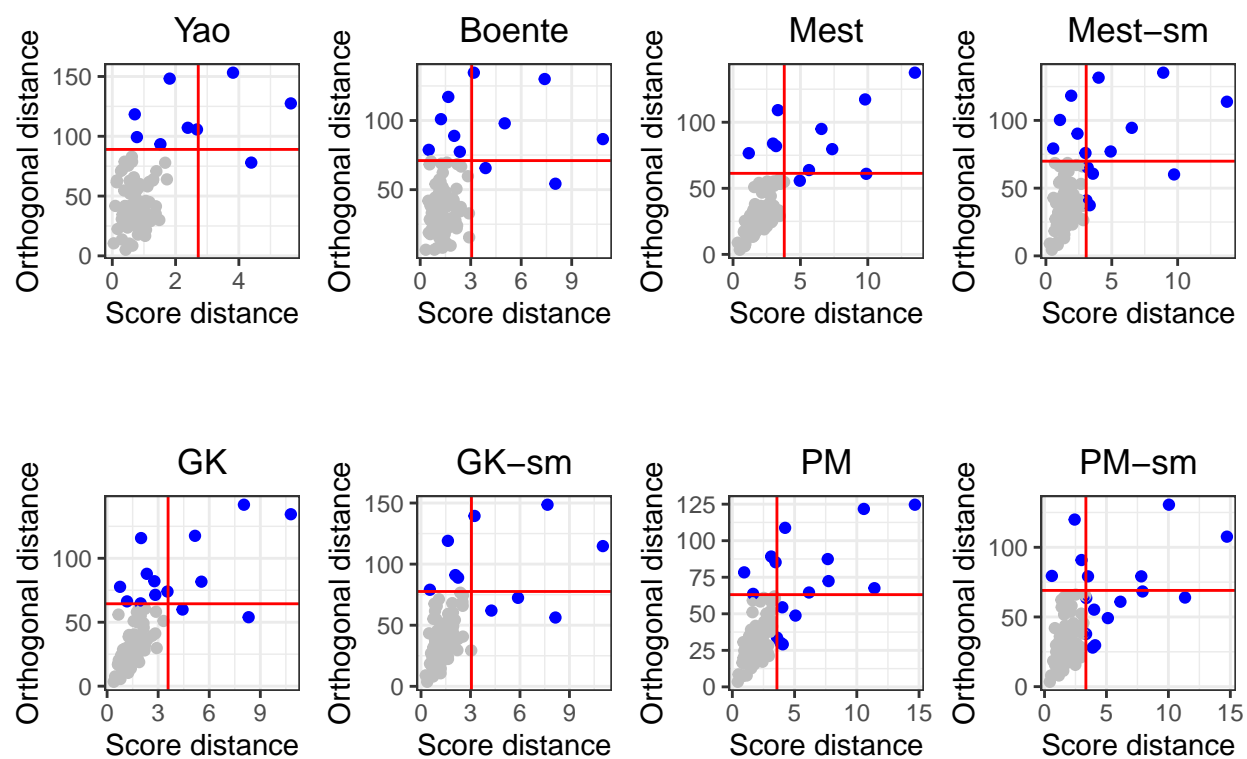 Yao
Orthogonal distance
150
100
50
0
0 2 4
Score distance
Boente
Orthogonal distance
100
50
0 3 6 9
Score distance
Mest
Orthogonal distance
100
50
0
0 5 10
Score distance
Mest−sm
Orthogonal distance
100
50
0
0 5 10
Score distance
GK
Orthogonal distance
100
50
0
0 3 6 9
Score distance
GK−sm
Orthogonal distance
150
100
50
0
0 3 6 9
Score distance
PM
Orthogonal distance
125
100
75
50
25
0
0 5 10 15
Score distance
PM−sm
Orthogonal distance
100
50
0
0 5 10 15
Score distance